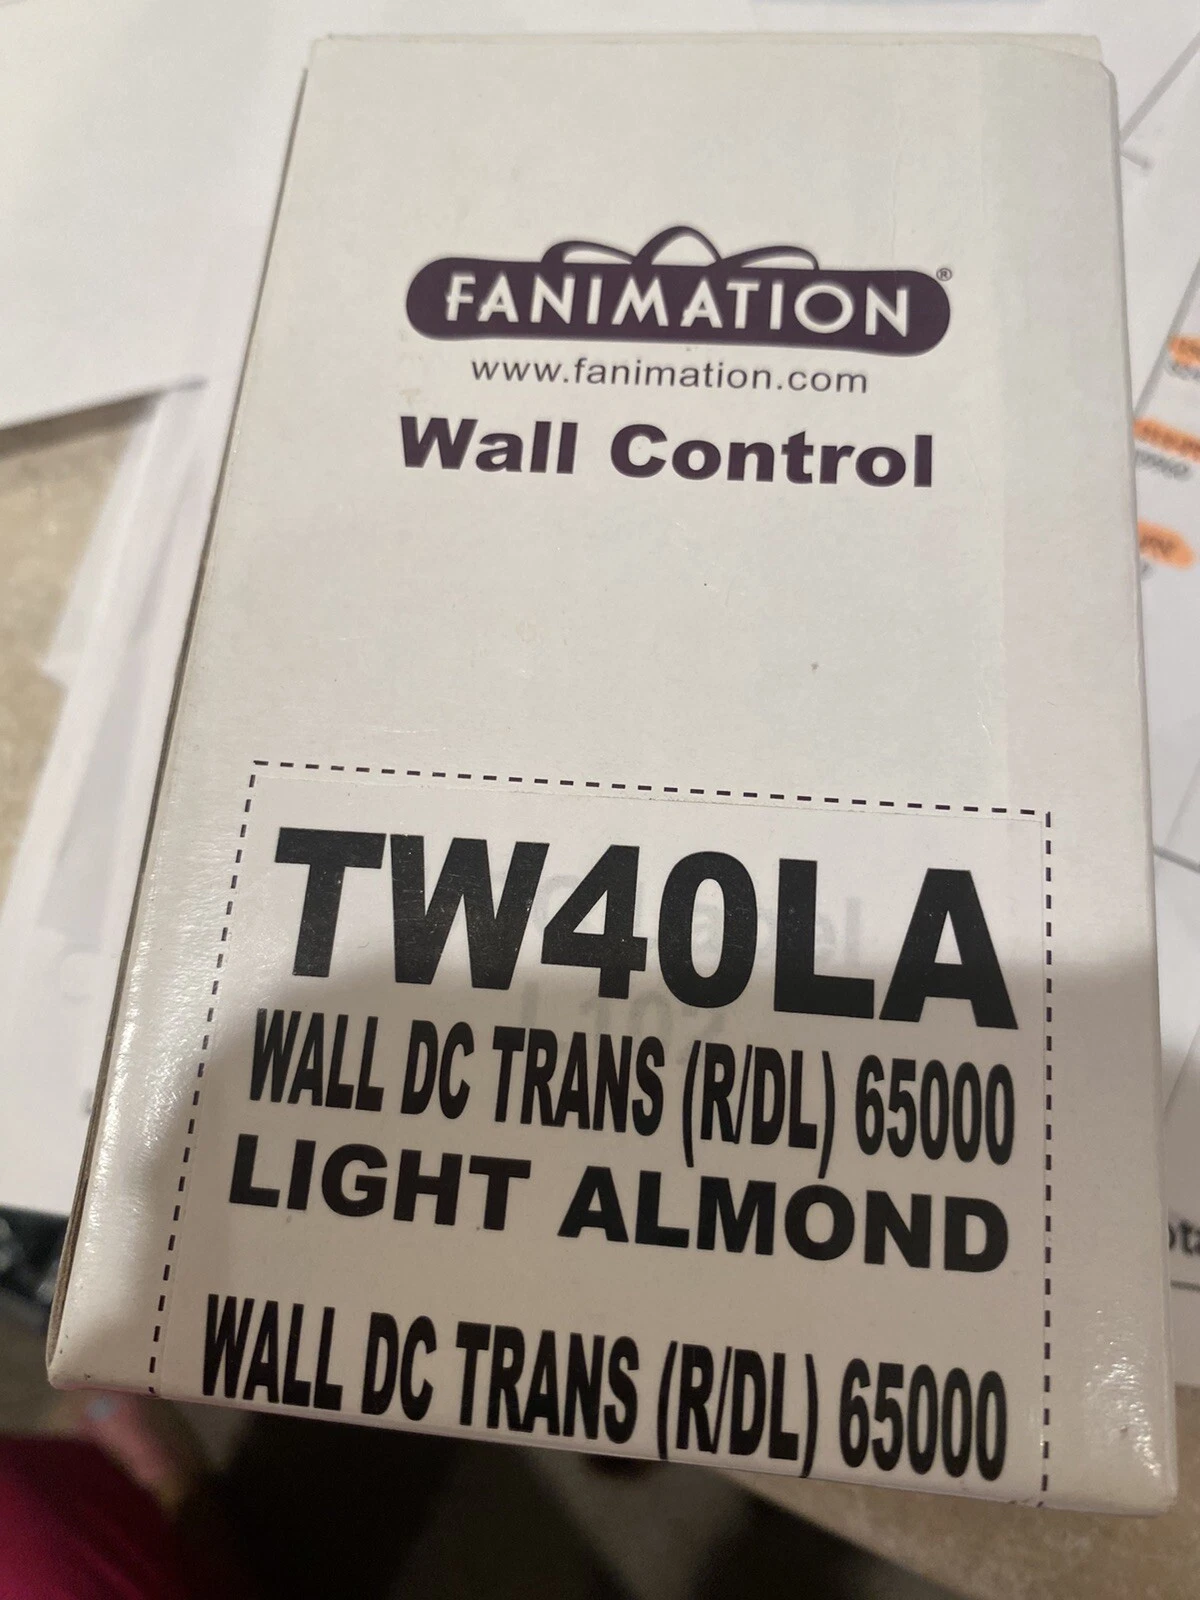 FANIMATION®
www.fanimation.com
Wall Control
TW40LA
WALL DC TRANS (R/DL) 65000
LIGHT ALMOND
WALL DC TRANS (R/DL) 65000